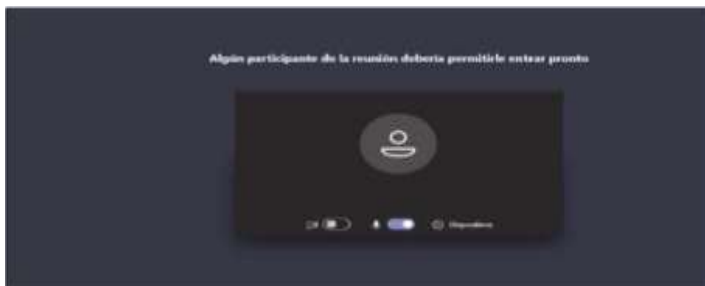 Algún participante de la reunión debería permitirle entrar pronto
Dispositivos